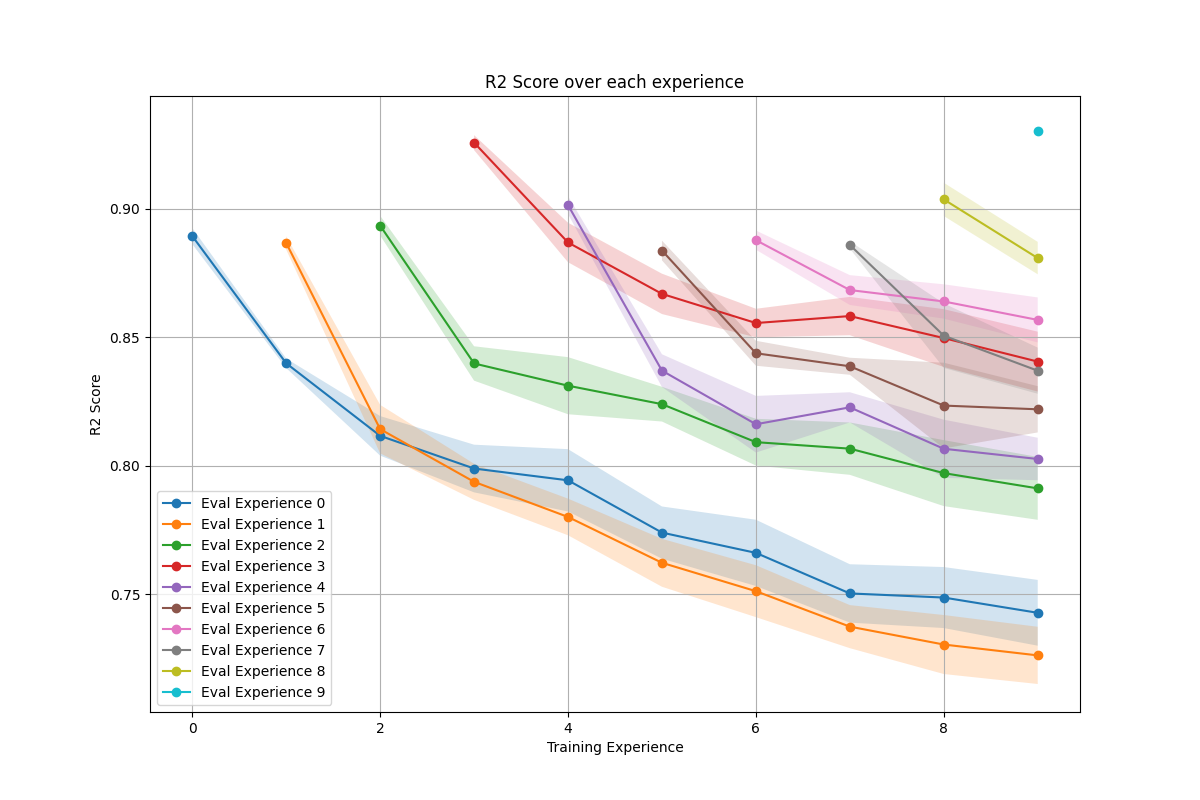 R2 Score over each experience
R2 Score
0.90
0.85
0.80
0.75
Eval Experience 0
Eval Experience 1
Eval Experience 2
Eval Experience 3
Eval Experience 4
Eval Experience 5
Eval Experience 6
Eval Experience 7
Eval Experience 8
Eval Experience 9
0 2 4 6 8
Training Experience